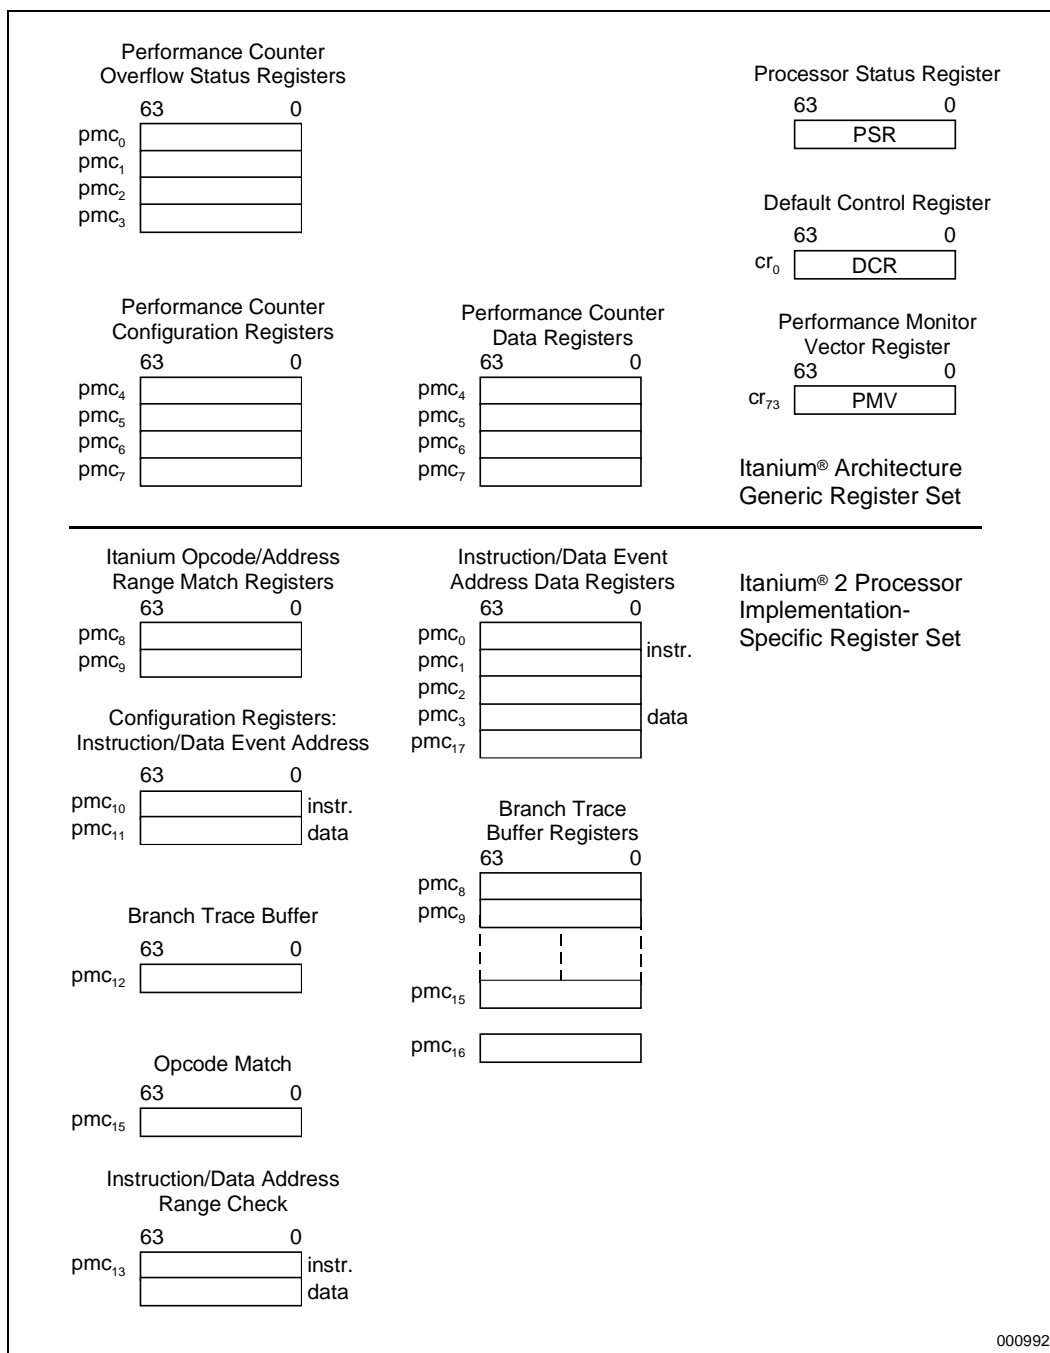 Performance Counter
Overflow Status Registers
63 0
pmc0
pmc1
pmc2
pmc3
Processor Status Register
63 0
PSR
Default Control Register
63 0
cr0 DCR
Performance Counter
Configuration Registers
63 0
pmc4
pmc5
pmc6
pmc7
Performance Counter
Data Registers
63 0
pmc4
pmc5
pmc6
pmc7
Performance Monitor
Vector Register
63 0
cr73 PMV
Itanium® Architecture
Generic Register Set
Itanium Opcode/Address
Range Match Registers
63 0
pmc8
pmc9
Configuration Registers:
Instruction/Data Event Address
63 0
pmc10 instr.
pmc11 data
Branch Trace Buffer
63 0
pmc12
Opcode Match
63 0
pmc15
Instruction/Data Address
Range Check
63 0
pmc13 instr.
data
Instruction/Data Event
Address Data Registers
63 0
pmc0
instr.
pmc1
pmc2
pmc3 data
pmc17
Branch Trace
Buffer Registers
63 0
pmc8
pmc9
pmc15
pmc16
Itanium® 2 Processor
Implementation-
Specific Register Set
000992